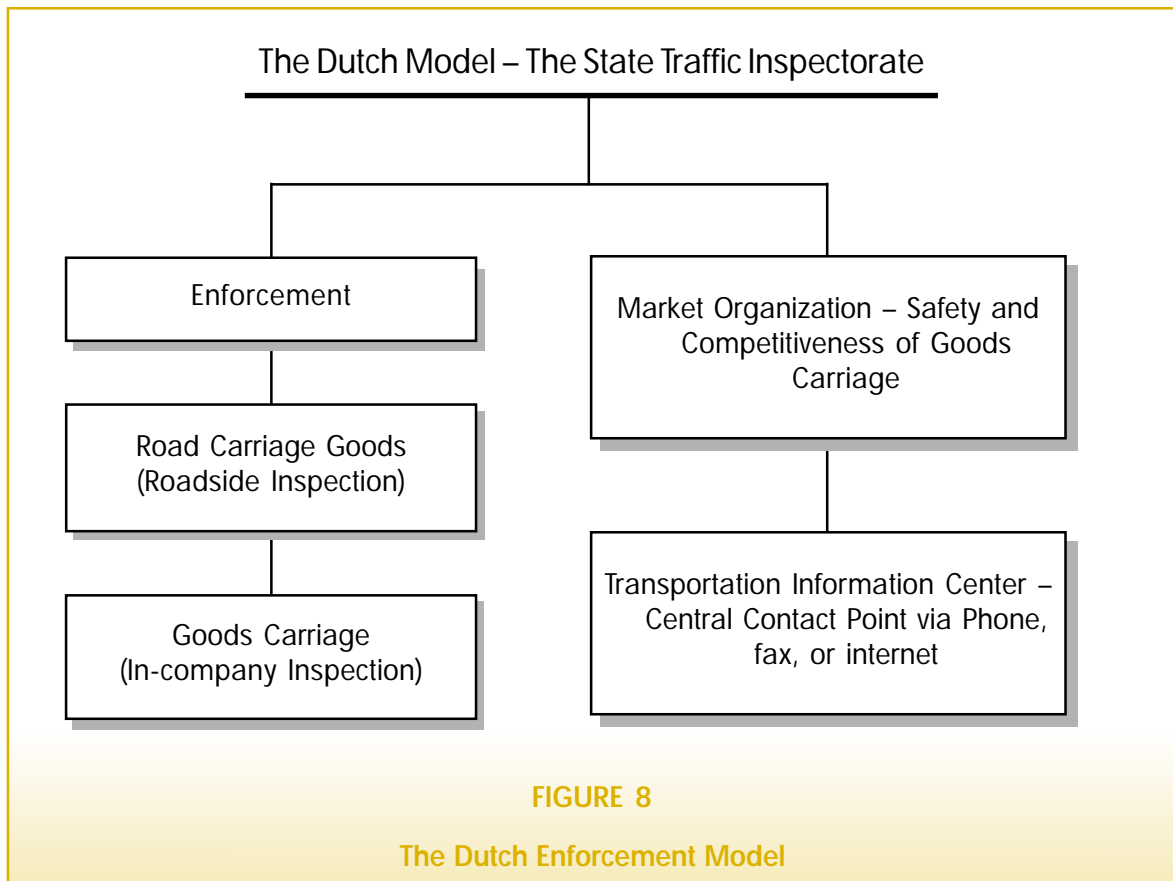 The Dutch Model – The State Traffic Inspectorate
Enforcement
Road Carriage Goods
(Roadside Inspection)
Goods Carriage
(In-company Inspection)
Market Organization – Safety and
Competitiveness of Goods
Carriage
Transportation Information Center –
Central Contact Point via Phone,
fax, or internet
FIGURE 8
The Dutch Enforcement Model